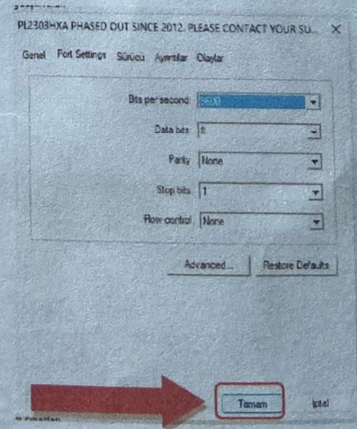 PL2303HXA PHASED OUT SINCE 2012. PLEASE CONTACT YOUR SU...
Genel Port Settings Sürücü Ayrıntılar Olaylar
Bits per second: 9600
Data bits: 8
Parity: None
Stop bits: 1
Flow control: None
Advanced... Restore Defaults
Tamam İptal